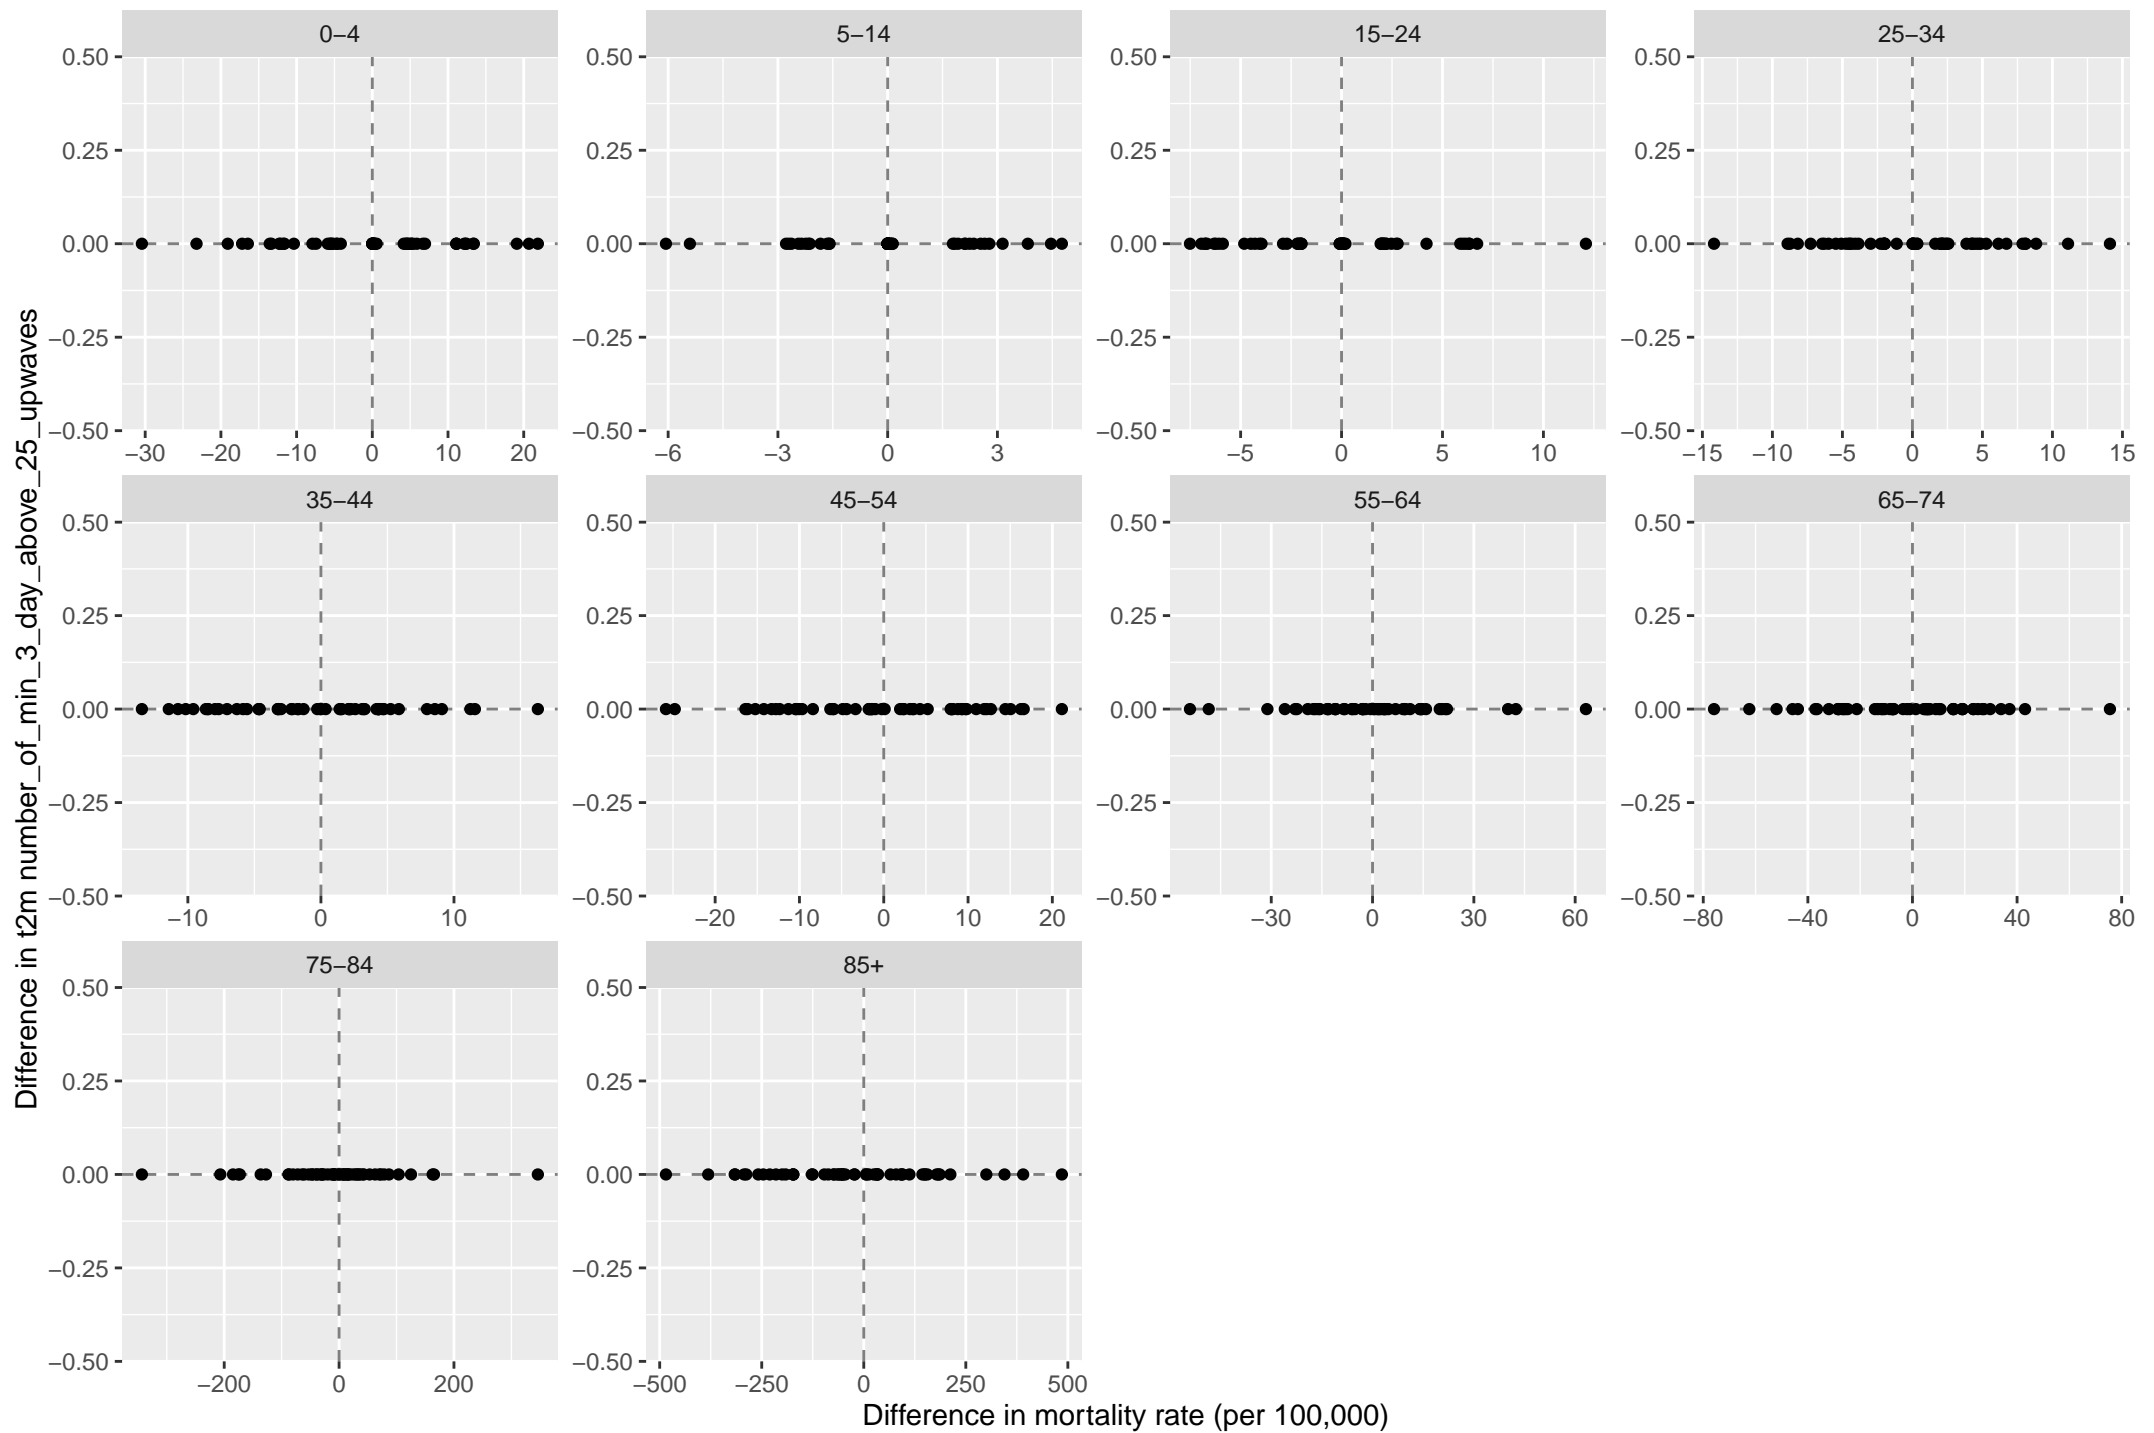 0−4 5−14 15−24 25−34
0.50 0.50 0.50 0.50
0.25 0.25 0.25 0.25
0.00 0.00 0.00 0.00
−0.25 −0.25 −0.25 −0.25
−0.50 −0.50 −0.50 −0.50
−30 −20 −10 0 10 20 −6 −3 0 3 −5 0 5 10 −15 −10 −5 0 5 10 15
35−44 45−54 55−64 65−74
0.50 0.50 0.50 0.50
0.25 0.25 0.25 0.25
0.00 0.00 0.00 0.00
−0.25 −0.25 −0.25 −0.25
−0.50 −0.50 −0.50 −0.50
−10 0 10 −20 −10 0 10 20 −30 0 30 60 −80 −40 0 40 80
75−84 85+
0.50 0.50
0.25 0.25
0.00 0.00
−0.25 −0.25
−0.50 −0.50
−200 0 200 −500 −250 0 250 500
Difference in mortality rate (per 100,000)
Difference in t2m number_of_min_3_day_above_25_upwaves